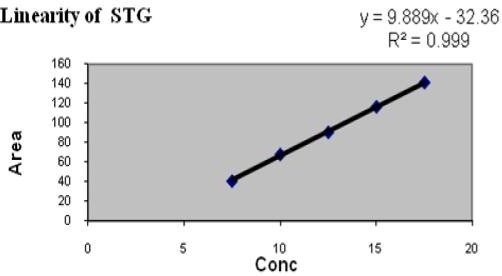 Linearity of STG
y = 9.889x - 32.36
R² = 0.999
160
140
120
100
80
60
40
20
0
Area
0 5 10 15 20
Conc